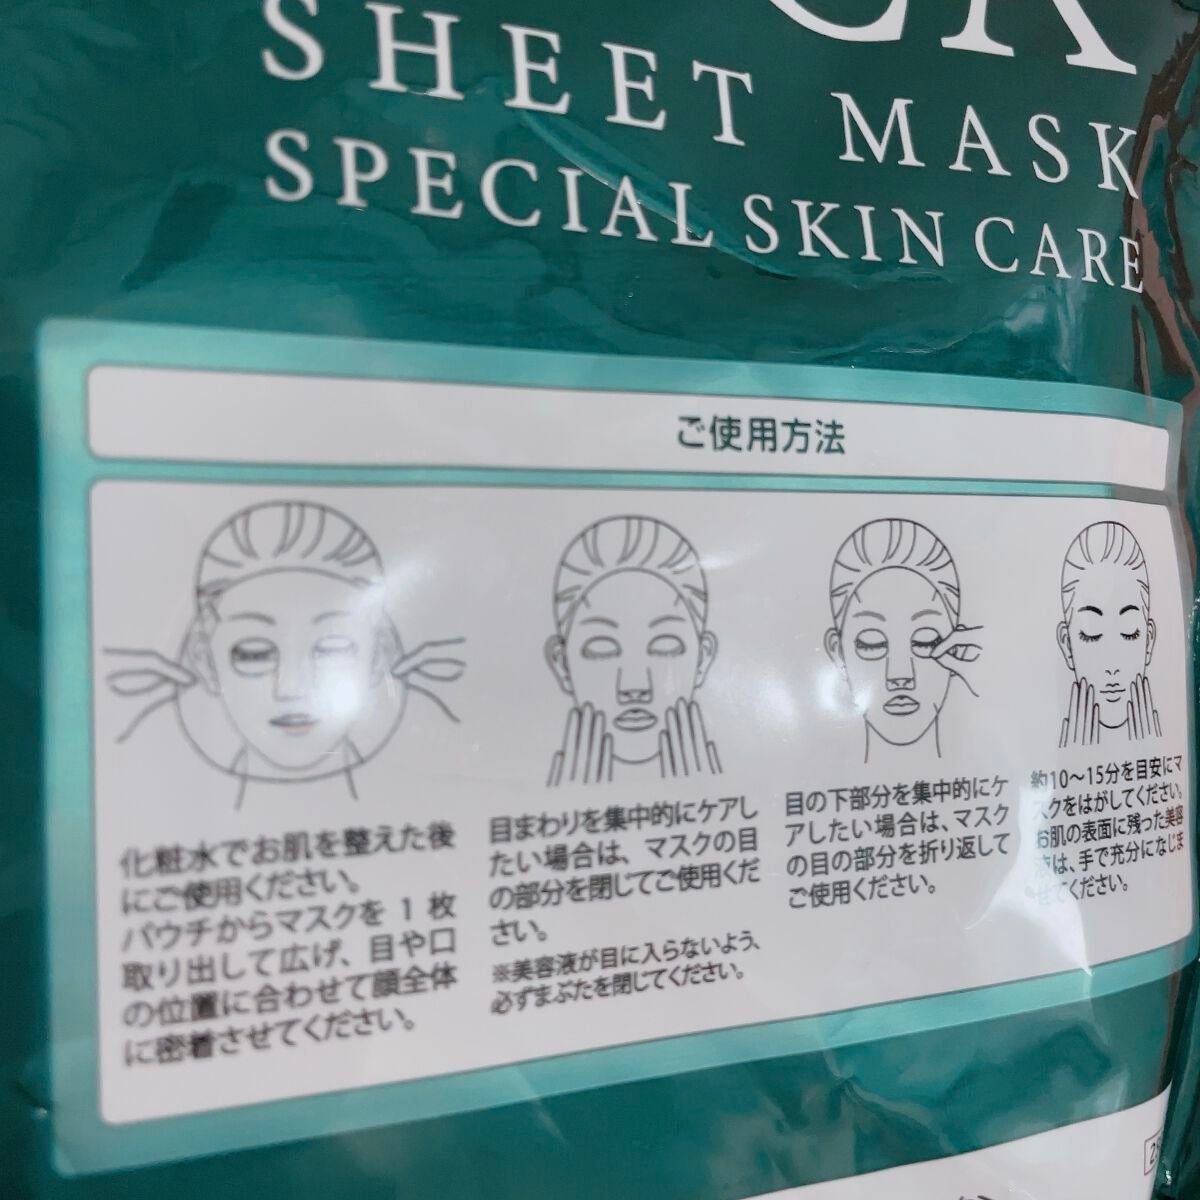 SHEET MASK
SPECIAL SKIN CARE
ご使用方法
化粧水でお肌を整えた後
にご使用ください。
パウチからマスクを1枚
取り出して広げ、目や口
の位置に合わせて顔全体
に密着させてください。
目まわりを集中的にケアし
たい場合は、マスクの目
の部分を閉じてご使用くだ
さい。
※美容液が目に入らないよう、
必ずまぶたを閉じてください。
目の下部分を集中的にケ
アしたい場合は、マスク
の目の部分を折り返して
ご使用ください。
約10〜15分を目安にマ
スクをはがしてください。
お肌の表面に残った美容
液は、手で充分になじま
せてください。